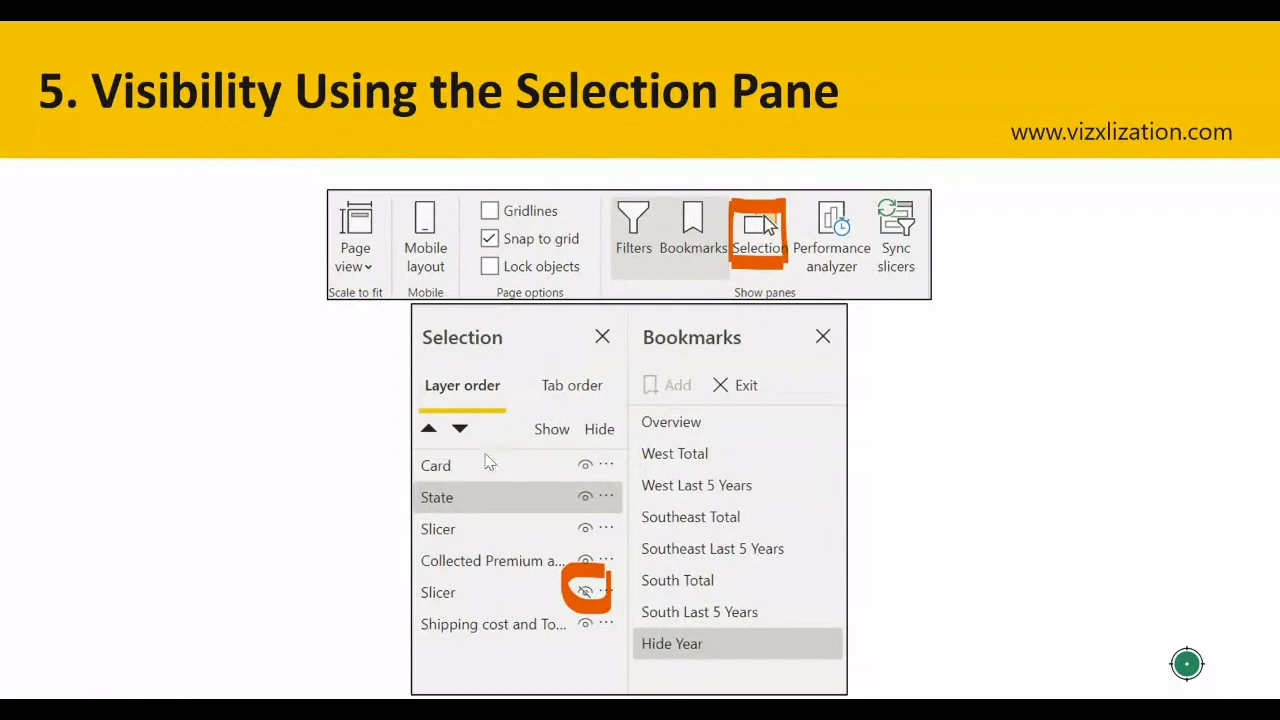 5. Visibility Using the Selection Pane
www.vizxlization.com
Page view
Mobile layout
Gridlines
Snap to grid
Lock objects
Filters
Bookmarks
Selection
Performance analyzer
Sync slicers
Scale to fit
Mobile
Page options
Show panes
Selection
Layer order
Tab order
Show
Hide
Card
State
Slicer
Collected Premium a...
Slicer
Shipping cost and To...
Bookmarks
Add
Exit
Overview
West Total
West Last 5 Years
Southeast Total
Southeast Last 5 Years
South Total
South Last 5 Years
Hide Year